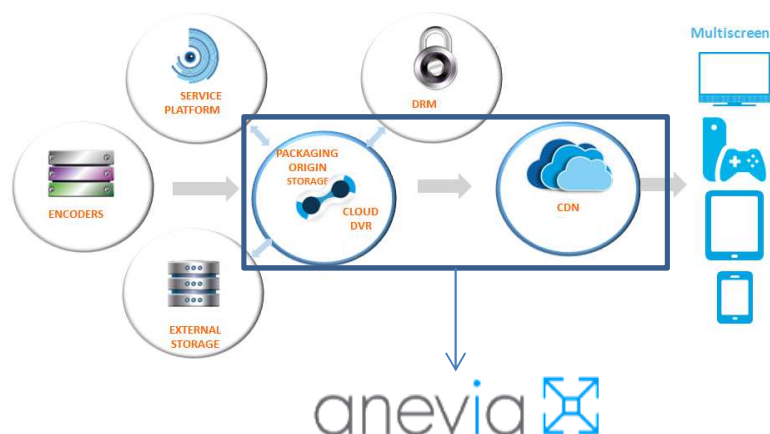 Multiscreen
SERVICE
PLATFORM
DRM
PACKAGING
ORIGIN
STORAGE
CLOUD
DVR
ENCODERS
CDN
EXTERNAL
STORAGE
anevia